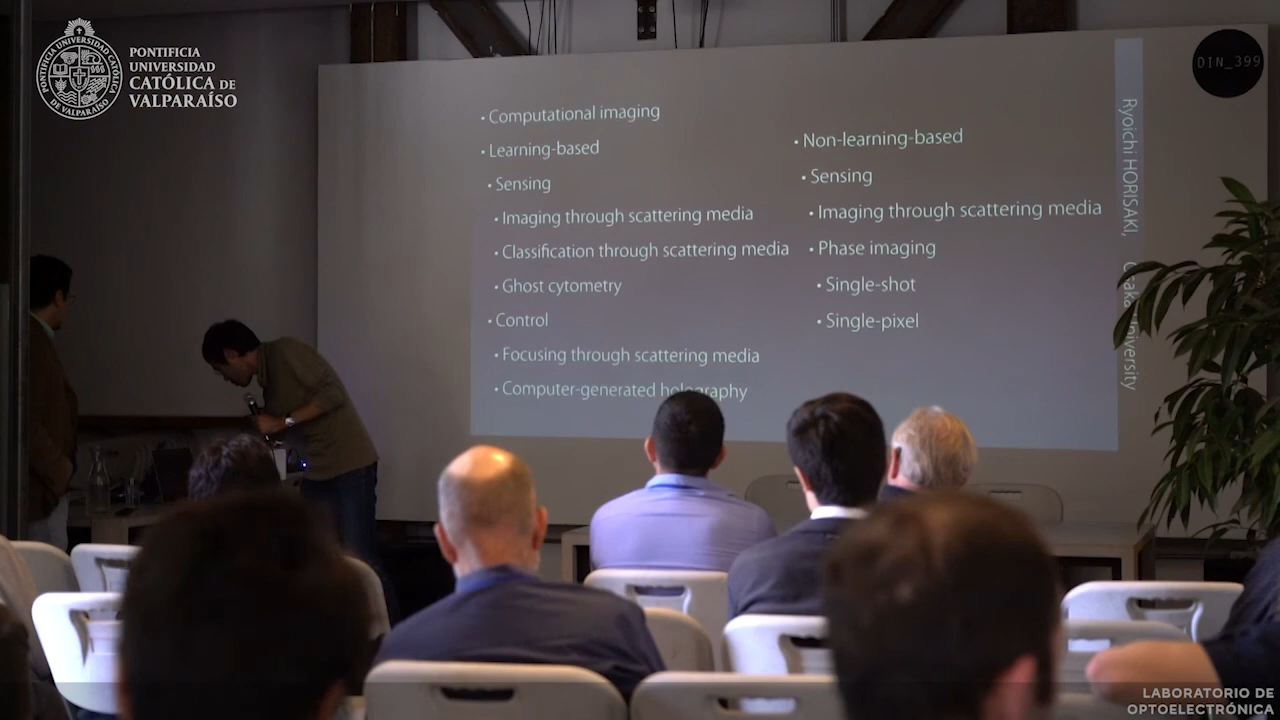 PONTIFICIA
UNIVERSIDAD
CATÓLICA DE
VALPARAÍSO
• Computational imaging
• Learning-based
• Sensing
• Imaging through scattering media
• Classification through scattering media
• Ghost cytometry
• Control
• Focusing through scattering media
• Computer-generated holography
• Non-learning-based
• Sensing
• Imaging through scattering media
• Phase imaging
• Single-shot
• Single-pixel
Ryoichi HORISAKI, Osaka University
DIN_399
LABORATORIO DE
OPTOELECTRÓNICA